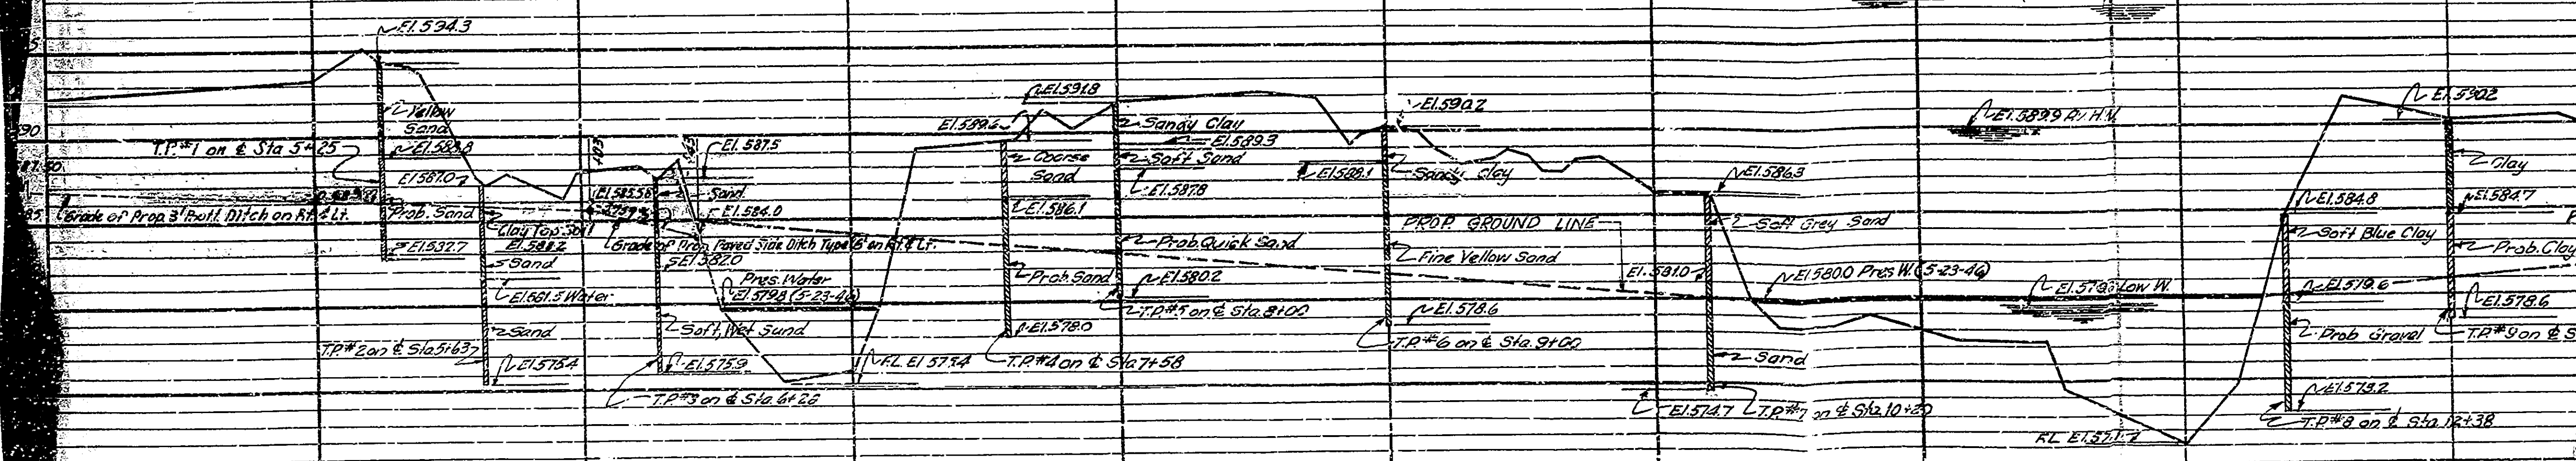 El. 594.3
Yellow
Sand
T.P. #1 on ℄ Sta 5+25
El. 588.8
El. 587.0
590
Grade of Prop. 3' Bott. Ditch on Rt. & Lt.
Prob. Sand
Clay Top Soil
Sand
Water
Sand
T.P. #2 on ℄ Sta 5+63
El. 575.4
El. 587.5
El. 585.58
Sand
El. 584.0
Grade of Prop. Paved Side Ditch Type B on Rt. & Lt.
El. 582.0
Pres. Water
El. 579.8 (5-23-46)
Soft, Wet Sand
El. 575.9
T.P. #3 on ℄ Sta. 6+26
F.L. El. 575.4
El. 589.6
Coarse
Sand
El. 586.1
Prob. Sand
El. 578.0
T.P. #4 on ℄ Sta 7+58
El. 591.8
Sandy Clay
El. 589.3
Soft Sand
El. 587.8
Prob. Quick Sand
El. 580.2
T.P. #5 on ℄ Sta. 8+00
El. 590.2
El. 588.1
Sandy Clay
Fine Yellow Sand
El. 578.6
T.P. #6 on ℄ Sta. 9+00
PROP. GROUND LINE
El. 586.3
Soft Grey Sand
El. 581.0
El. 580.0 Pres W. (5-23-46)
Sand
El. 574.7
T.P. #7 on ℄ Sta. 10+20
El. 589.9 Av. H.W.
Low W.
F.L. El. 571.7
El. 584.8
Soft Blue Clay
El. 579.6
Prob. Gravel
El. 573.2
T.P. #8 on ℄ Sta. 12+38
El. 590.2
Clay
El. 584.7
Prob. Clay
El. 578.6
T.P. #9 on ℄ S